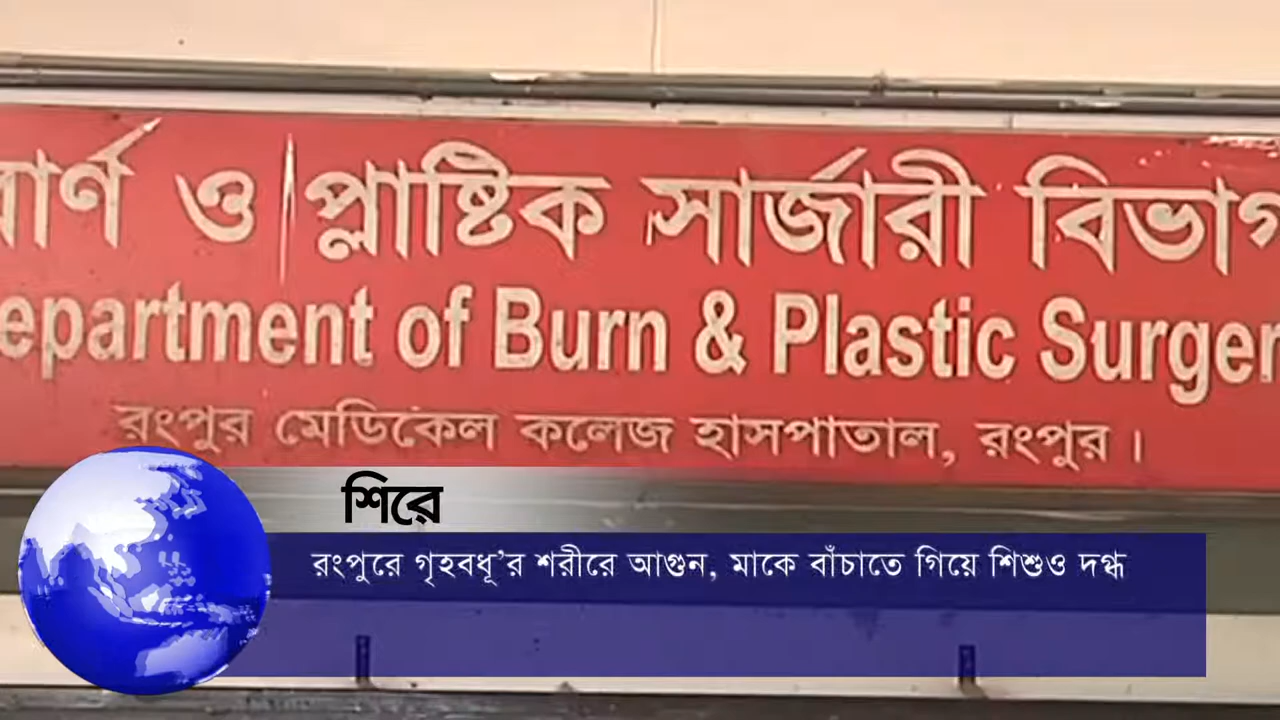 বার্ণ ও প্লাষ্টিক সার্জারী বিভাগ
epartment of Burn & Plastic Surger
রংপুর মেডিকেল কলেজ হাসপাতাল, রংপুর।
শিরে
রংপুরে গৃহবধূ’র শরীরে আগুন, মাকে বাঁচাতে গিয়ে শিশুও দগ্ধ